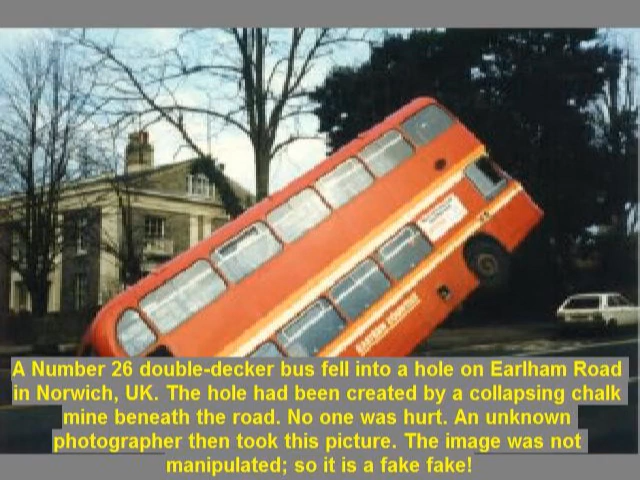 EASTERN COUNTIES
A Number 26 double-decker bus fell into a hole on Earlham Road
in Norwich, UK. The hole had been created by a collapsing chalk
mine beneath the road. No one was hurt. An unknown
photographer then took this picture. The image was not
manipulated; so it is a fake fake!